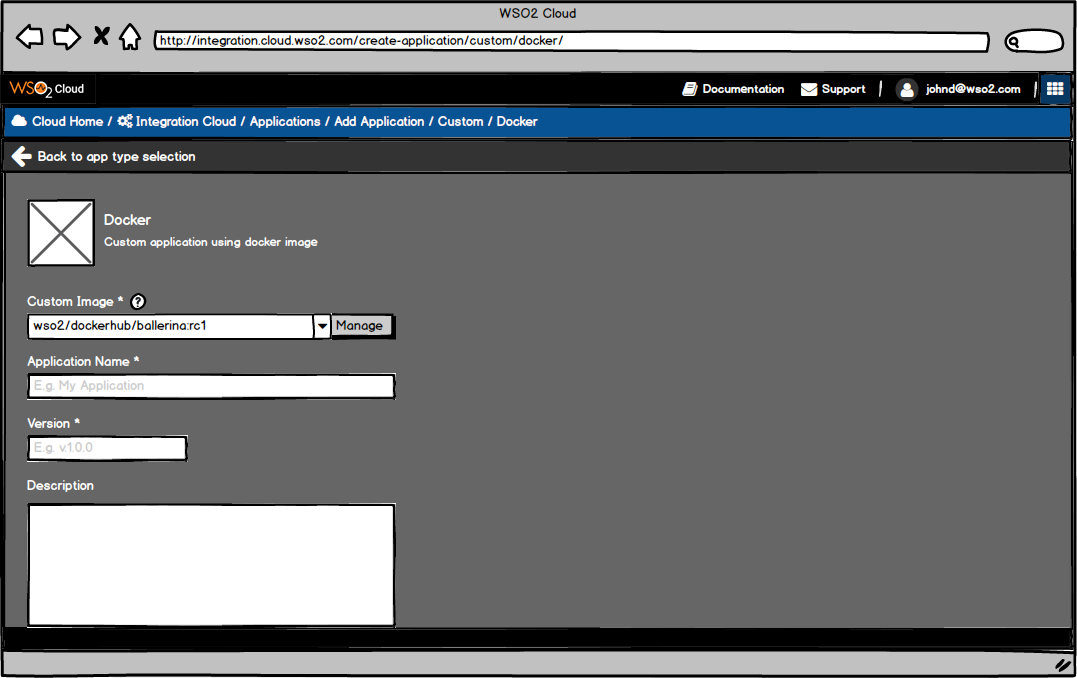 WSO2 Cloud
http://integration.cloud.wso2.com/create-application/custom/docker/
WSO2 Cloud
Documentation Support | johnd@wso2.com |
Cloud Home / Integration Cloud / Applications / Add Application / Custom / Docker
Back to app type selection
Docker
Custom application using docker image
Custom Image * ?
wso2/dockerhub/ballerina:rc1 Manage
Application Name *
E.g. My Application
Version *
E.g. v.1.0.0
Description